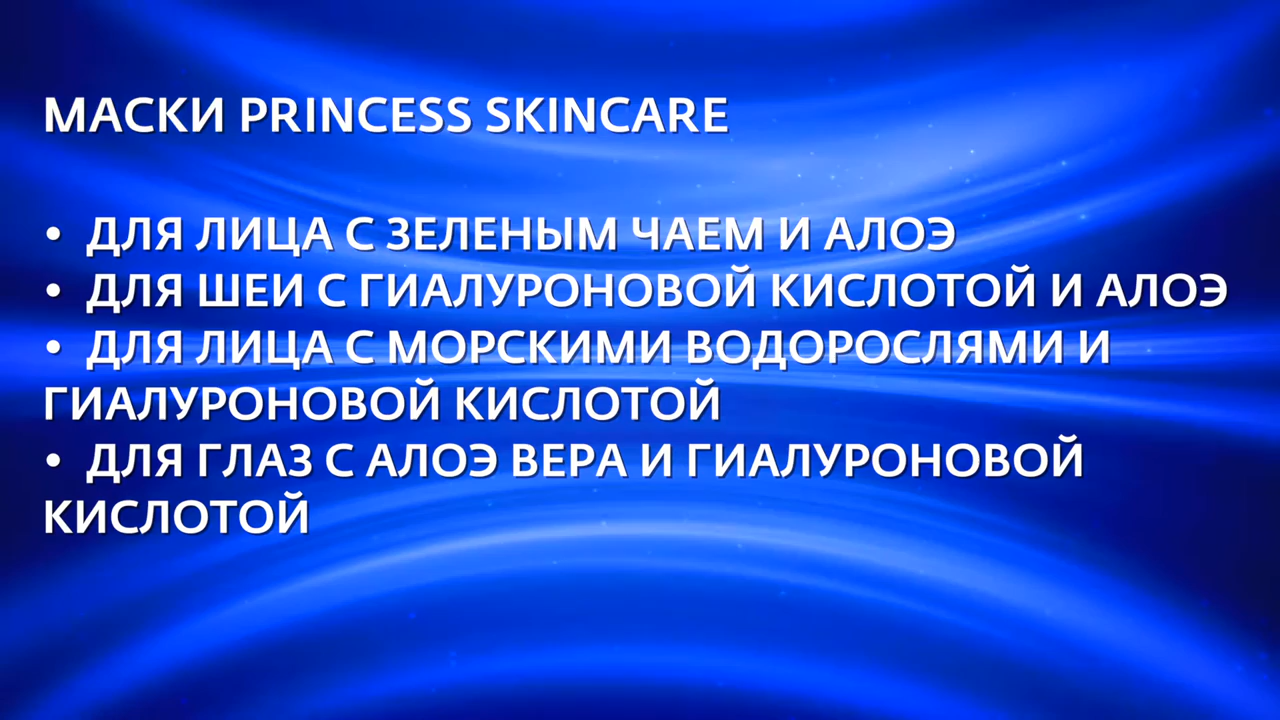 МАСКИ PRINCESS SKINCARE
• ДЛЯ ЛИЦА С ЗЕЛЕНЫМ ЧАЕМ И АЛОЭ
• ДЛЯ ШЕИ С ГИАЛУРОНОВОЙ КИСЛОТОЙ И АЛОЭ
• ДЛЯ ЛИЦА С МОРСКИМИ ВОДОРОСЛЯМИ И
ГИАЛУРОНОВОЙ КИСЛОТОЙ
• ДЛЯ ГЛАЗ С АЛОЭ ВЕРА И ГИАЛУРОНОВОЙ
КИСЛОТОЙ